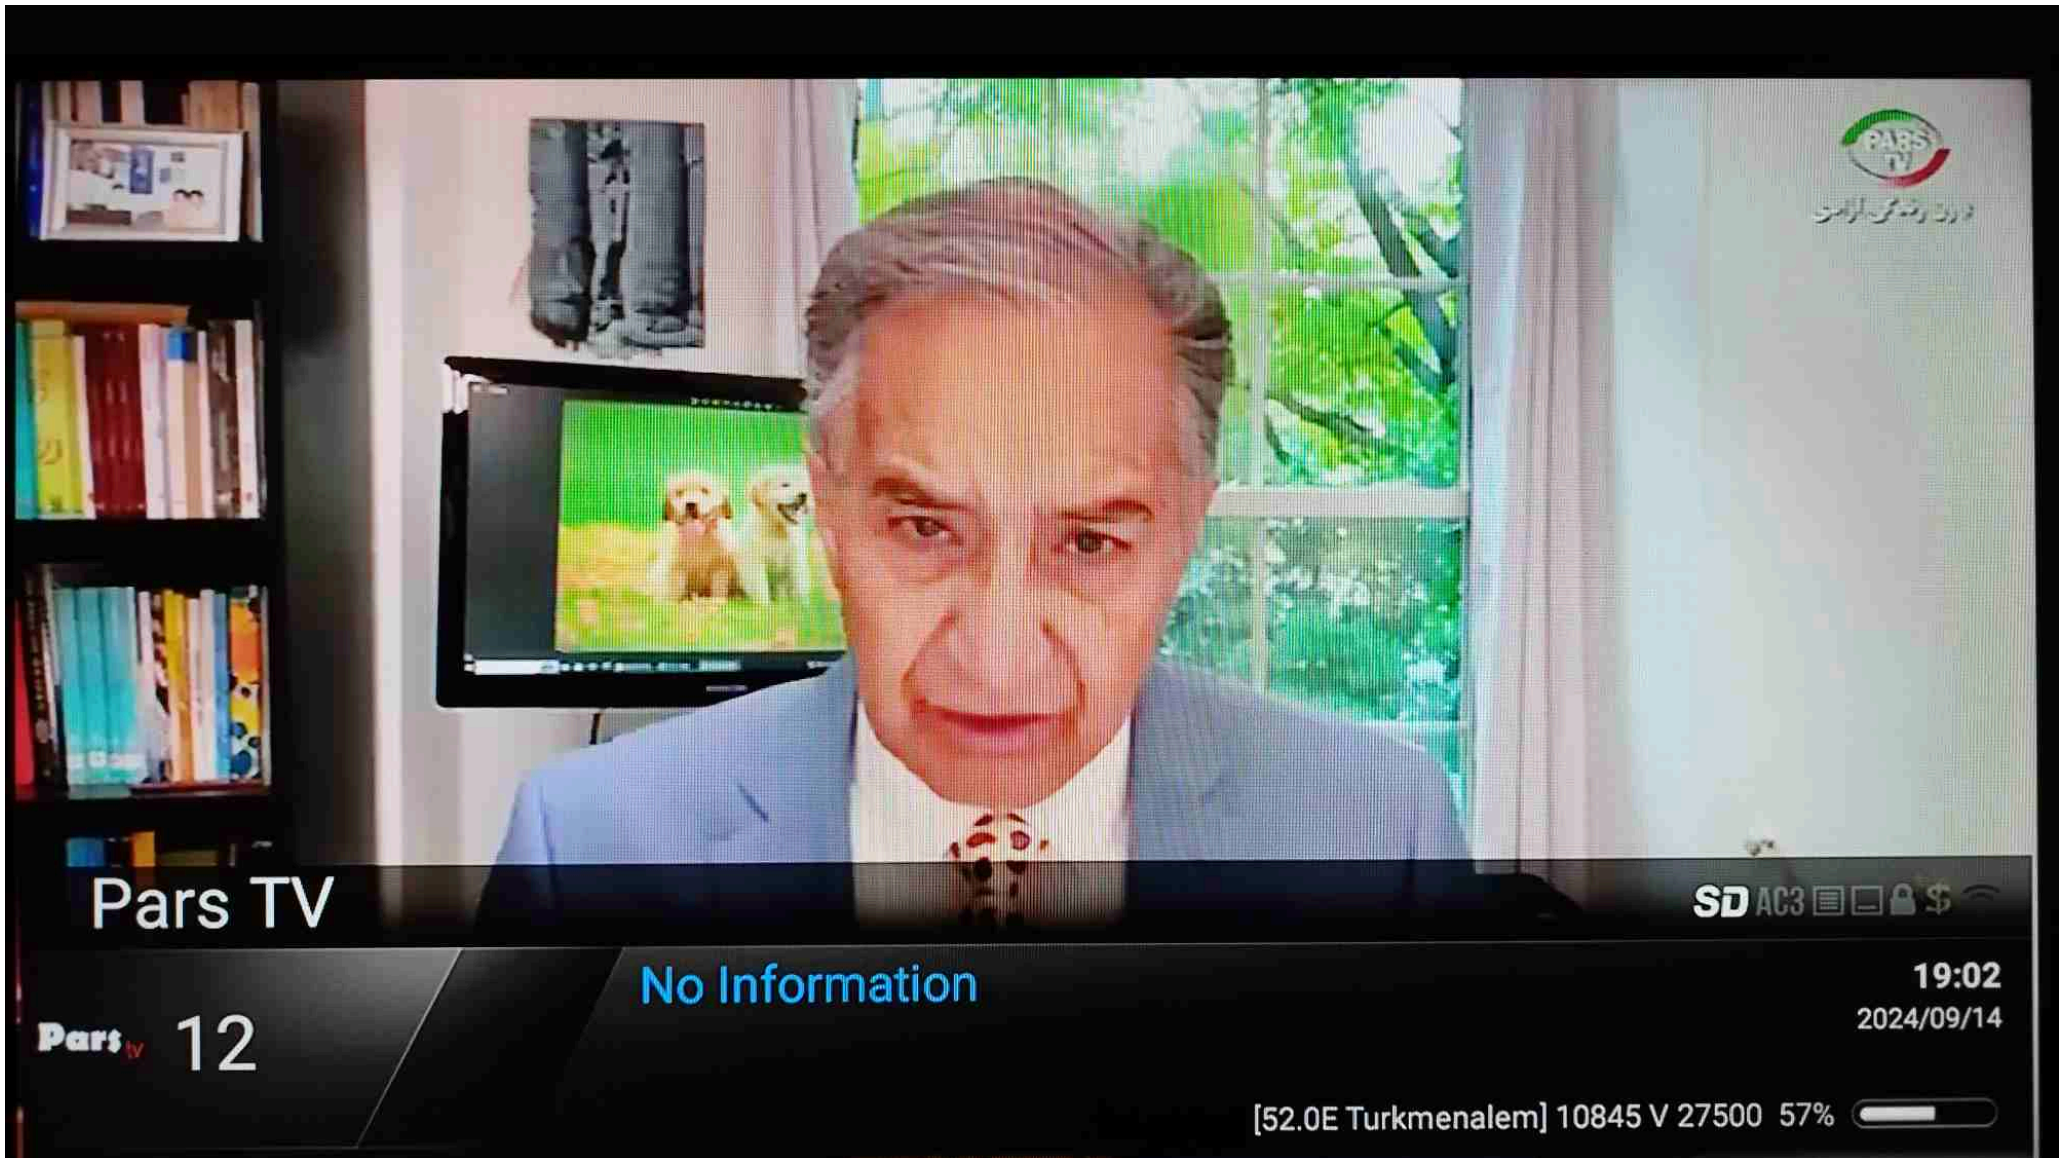 PARS
TV
Pars TV
SD AC3 $
No Information
19:02
2024/09/14
Pars tv 12
[52.0E Turkmenalem] 10845 V 27500 57%